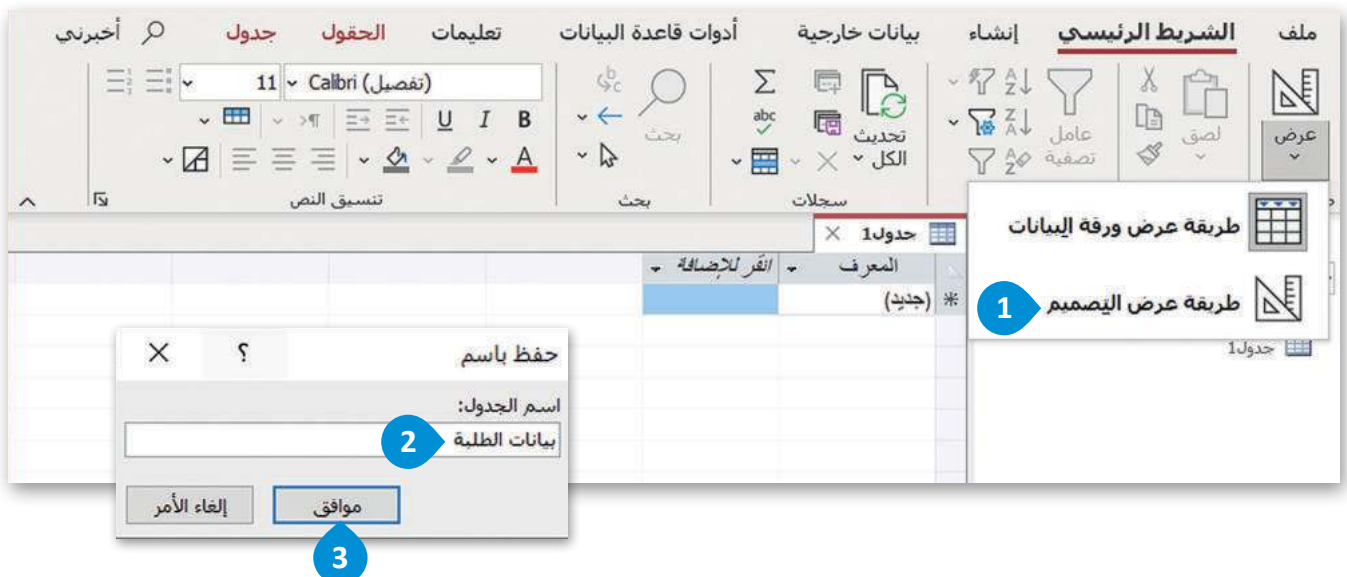 ملف الشريط الرئيسي إنشاء بيانات خارجية أدوات قاعدة البيانات تعليمات الحقول جدول أخبرني
عرض
لصق
عامل تصفية
تحديث الكل
abc
بحث
Calibri (تفصيل) 11
B I U
A
سجلات
بحث
تنسيق النص
طريقة عرض ورقة البيانات
1 طريقة عرض التصميم
جدول1
جدول1
المعرف انقر للإضافة
(جديد)
حفظ باسم ؟
اسم الجدول:
بيانات الطلبة 2
موافق إلغاء الأمر
3